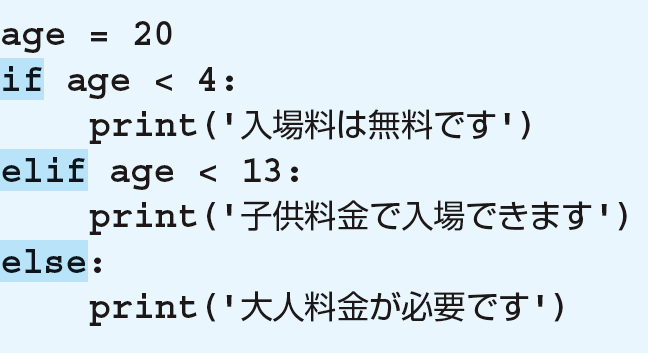 age = 20
if age < 4:
    print('入場料は無料です')
elif age < 13:
    print('子供料金で入場できます')
else:
    print('大人料金が必要です')